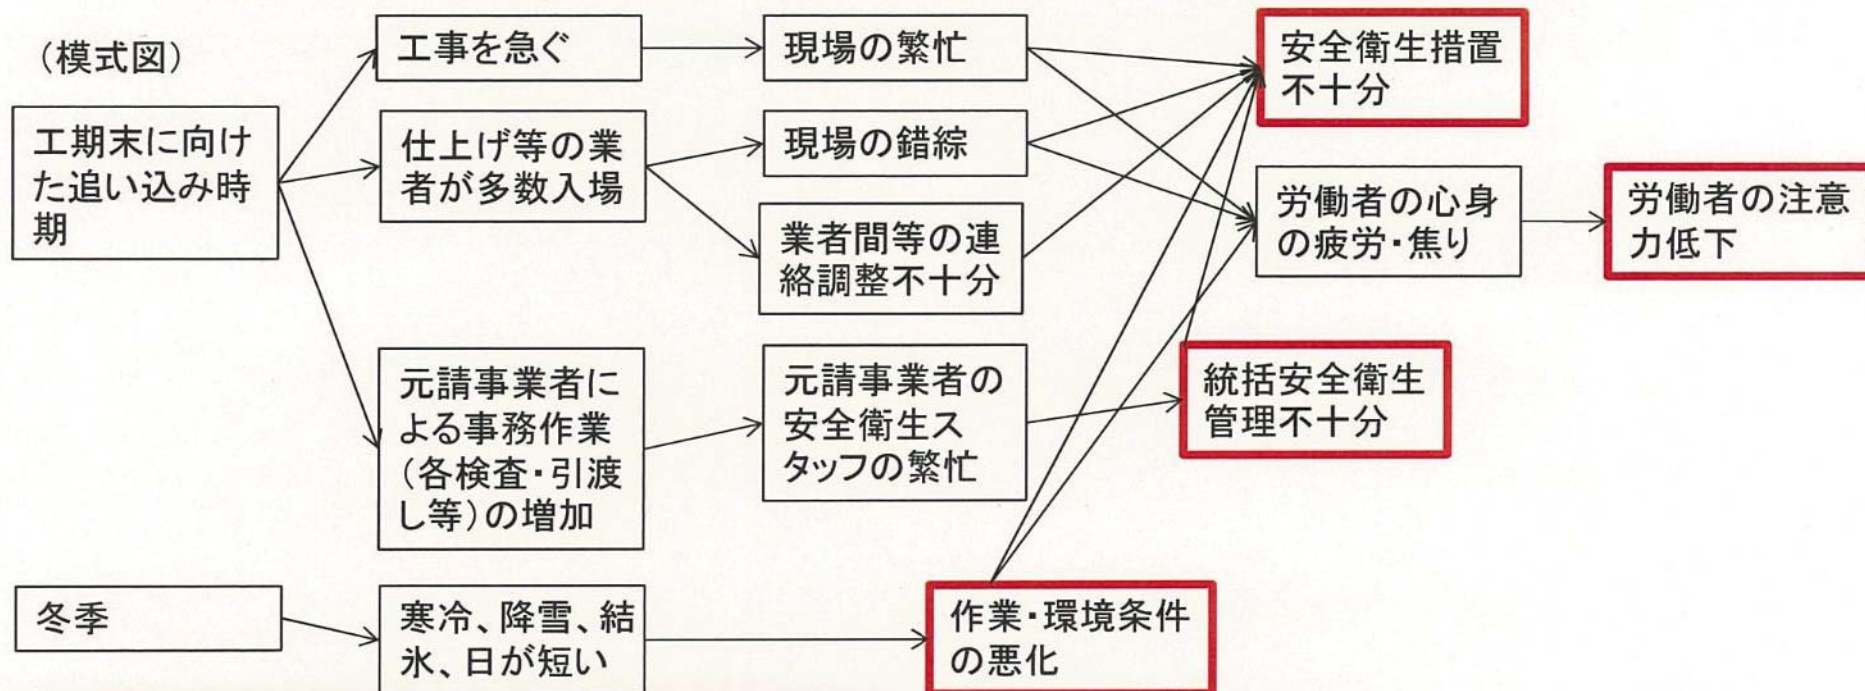 (模式図)
工期末に向け
た追い込み時
期
工事を急ぐ
現場の繁忙
安全衛生措置
不十分
仕上げ等の業
者が多数入場
現場の錯綜
業者間等の連
絡調整不十分
労働者の心身
の疲労・焦り
労働者の注意
力低下
元請事業者に
よる事務作業
(各検査・引渡
し等)の増加
元請事業者の
安全衛生ス
タッフの繁忙
統括安全衛生
管理不十分
冬季
寒冷、降雪、結
氷、日が短い
作業・環境条件
の悪化